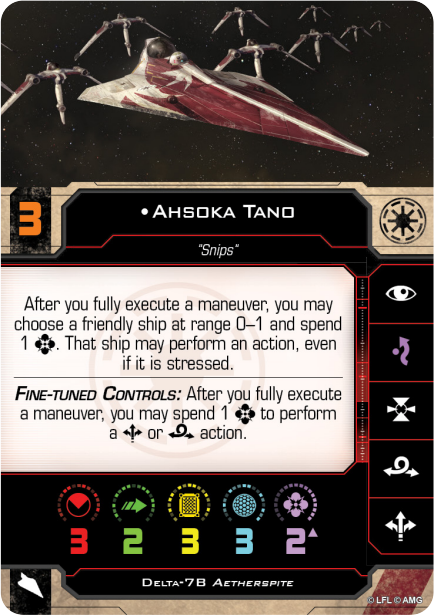 3
•Ahsoka Tano
"Snips"
After you fully execute a maneuver, you may
choose a friendly ship at range 0–1 and spend
1 . That ship may perform an action, even
if it is stressed.
Fine-tuned Controls: After you fully execute
a maneuver, you may spend 1 to perform
a or action.
3 2 3 3 2
Delta-7B Aetherspite
© LFL © AMG